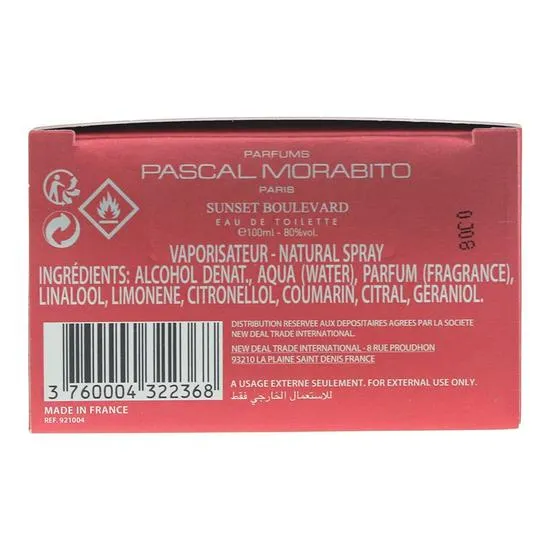 PARFUMS
PASCAL MORABITO
PARIS
SUNSET BOULEVARD
EAU DE TOILETTE
℮100ml - 80%vol.
VAPORISATEUR - NATURAL SPRAY
INGRÉDIENTS: ALCOHOL DENAT., AQUA (WATER), PARFUM (FRAGRANCE),
LINALOOL, LIMONENE, CITRONELLOL, COUMARIN, CITRAL, GERANIOL.
0308
DISTRIBUTION RESERVEE AUX DEPOSITAIRES AGREES PAR LA SOCIETE
NEW DEAL TRADE INTERNATIONAL.
NEW DEAL TRADE INTERNATIONAL - 8 RUE PROUDHON
93210 LA PLAINE SAINT DENIS FRANCE
3 760004 322368
A USAGE EXTERNE SEULEMENT. FOR EXTERNAL USE ONLY.
للاستعمال الخارجي فقط
MADE IN FRANCE
REF. 921004